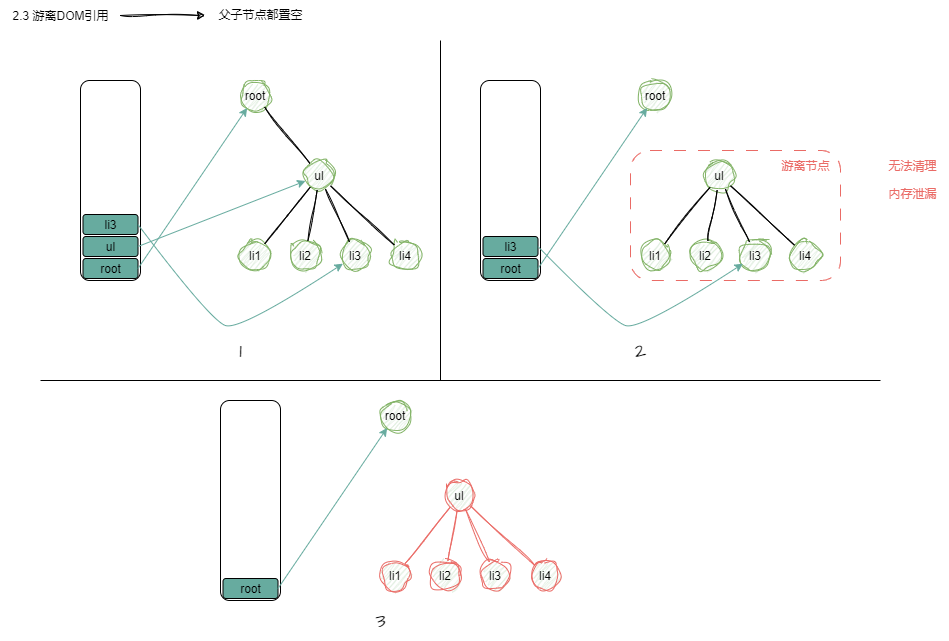 2.3 游离DOM引用
父子节点都置空
root
ul
li1
li2
li3
li4
li3
ul
root
1
root
游离节点
无法清理
ul
内存泄漏
li1
li2
li3
li4
li3
root
2
root
ul
li1
li2
li3
li4
root
3